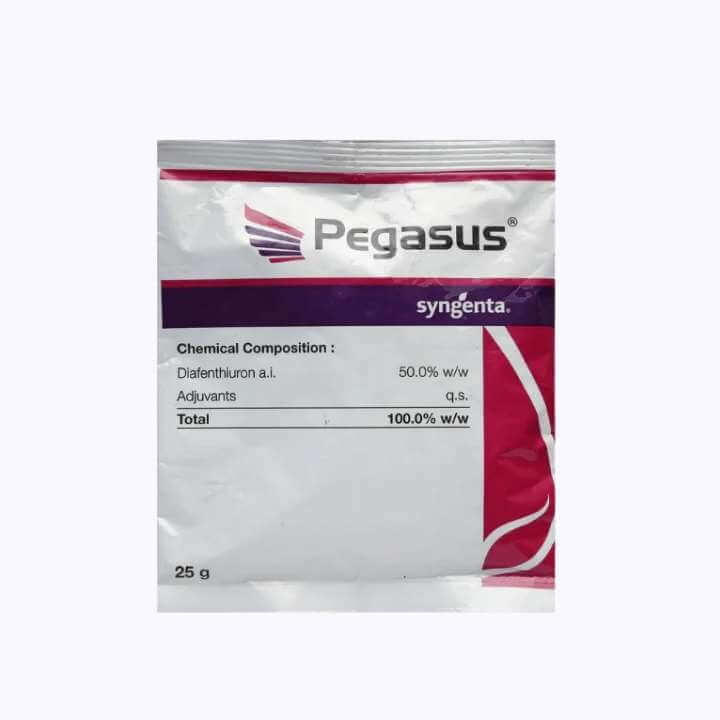 Pegasus®
syngenta®
Chemical Composition :
Diafenthiuron a.i. 50.0% w/w
Adjuvants q.s.
Total 100.0% w/w
25 g